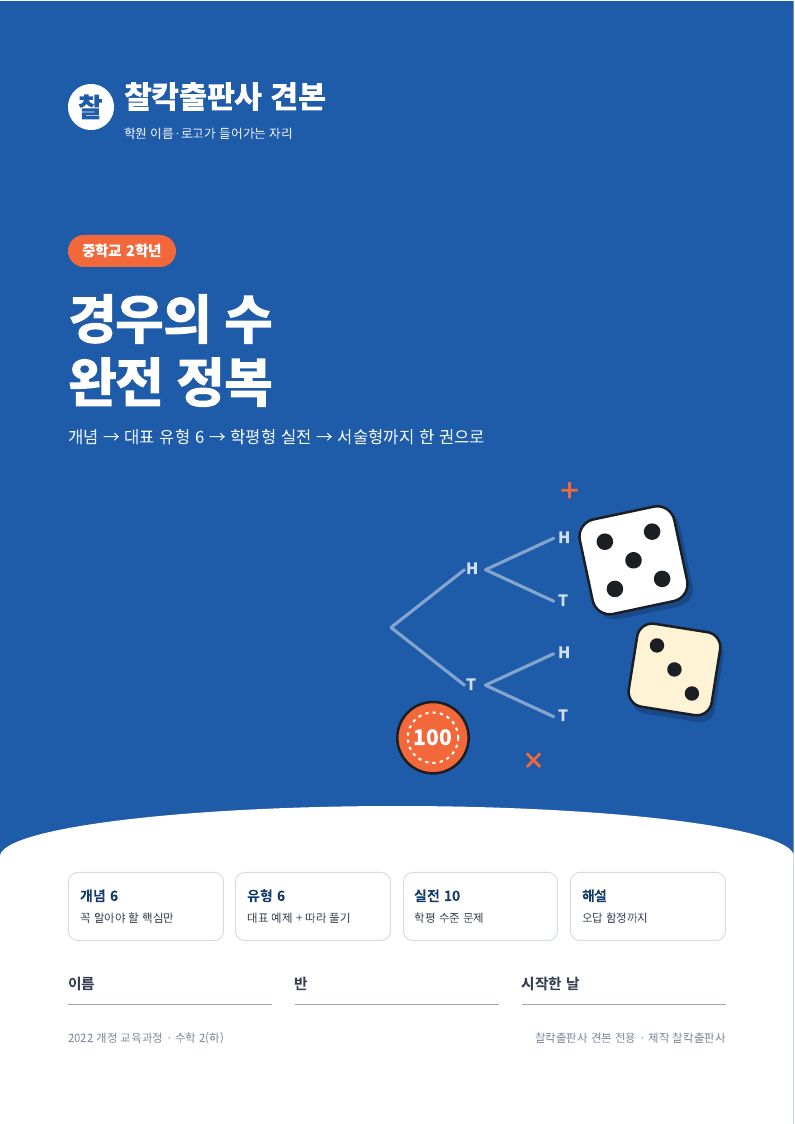 찰
찰칵출판사 견본
학원 이름·로고가 들어가는 자리
중학교 2학년
경우의 수
완전 정복
개념 → 대표 유형 6 → 학평형 실전 → 서술형까지 한 권으로
+
H
H
T
H
T
T
100
×
개념 6
꼭 알아야 할 핵심만
유형 6
대표 예제 + 따라 풀기
실전 10
학평 수준 문제
해설
오답 함정까지
이름
반
시작한 날
2022 개정 교육과정 · 수학 2(하)
찰칵출판사 견본 전용 · 제작 찰칵출판사